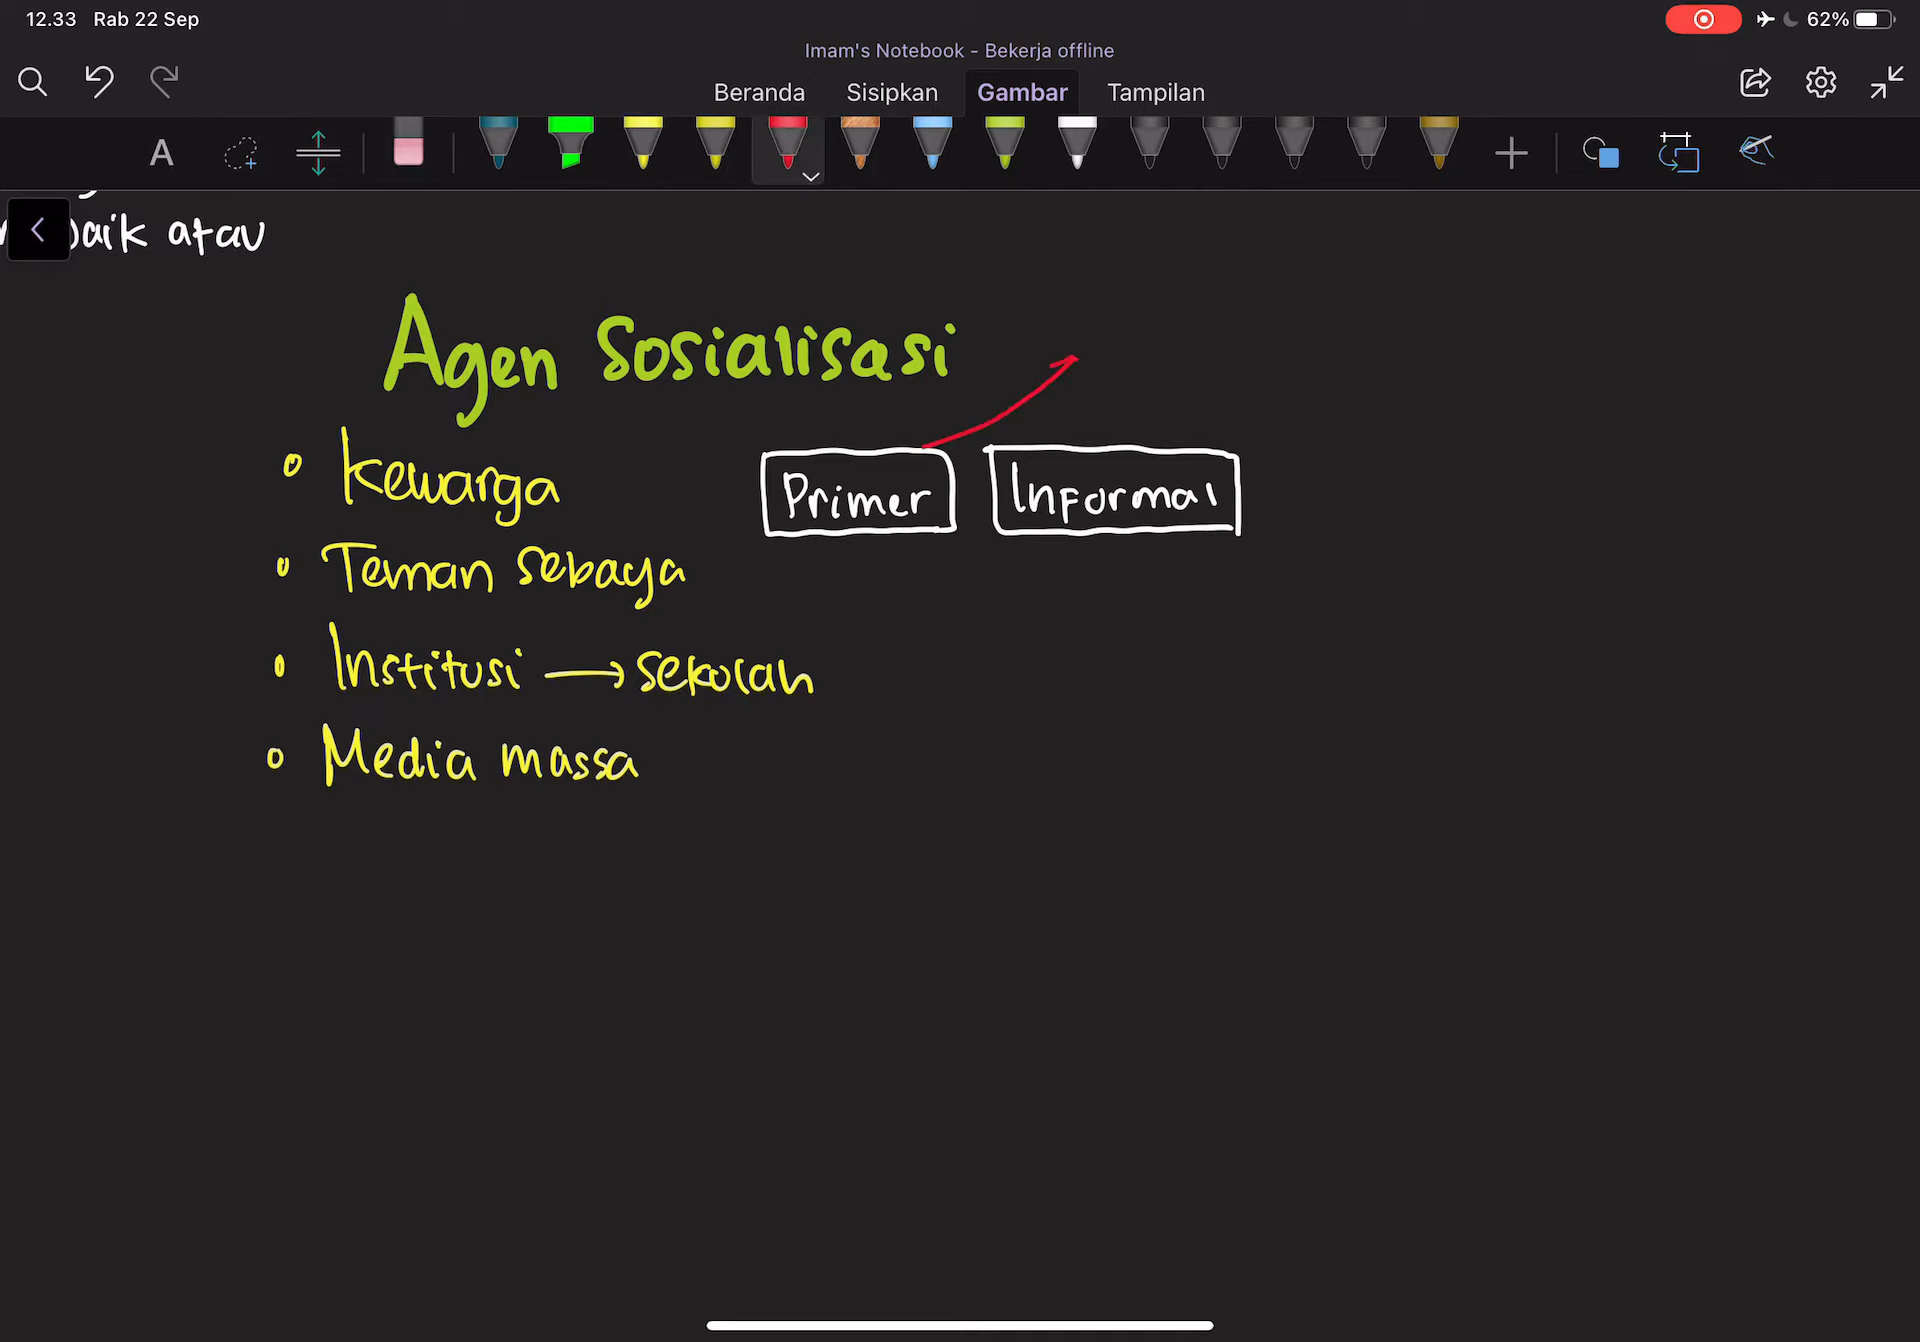 12.33 Rab 22 Sep
62%
Imam's Notebook - Bekerja offline
Beranda Sisipkan Gambar Tampilan
A
baik atau
Agen Sosialisasi
Kewarga
Primer
Informal
Teman sebaya
Institusi → sekolah
Media massa